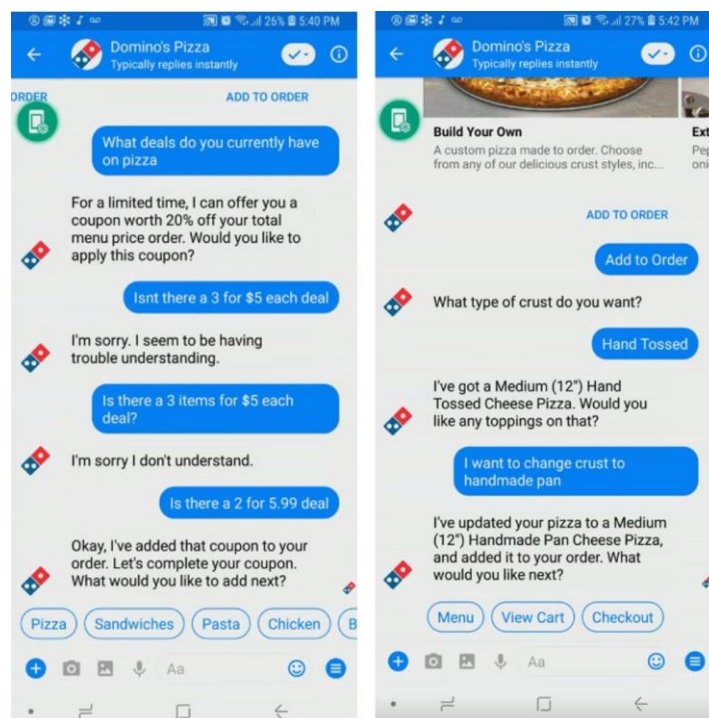 26% 5:40 PM
Domino's Pizza
Typically replies instantly
ORDER
ADD TO ORDER
What deals do you currently have
on pizza
For a limited time, I can offer you a
coupon worth 20% off your total
menu price order. Would you like to
apply this coupon?
Isnt there a 3 for $5 each deal
I'm sorry. I seem to be having
trouble understanding.
Is there a 3 items for $5 each
deal?
I'm sorry I don't understand.
Is there a 2 for 5.99 deal
Okay, I've added that coupon to your
order. Let's complete your coupon.
What would you like to add next?
Pizza Sandwiches Pasta Chicken B
Aa
27% 5:42 PM
Domino's Pizza
Typically replies instantly
Build Your Own
A custom pizza made to order. Choose
from any of our delicious crust styles, inc...
Ext
Pep
oni
ADD TO ORDER
Add to Order
What type of crust do you want?
Hand Tossed
I've got a Medium (12") Hand
Tossed Cheese Pizza. Would you
like any toppings on that?
I want to change crust to
handmade pan
I've updated your pizza to a Medium
(12") Handmade Pan Cheese Pizza,
and added it to your order. What
would you like next?
Menu View Cart Checkout
Aa